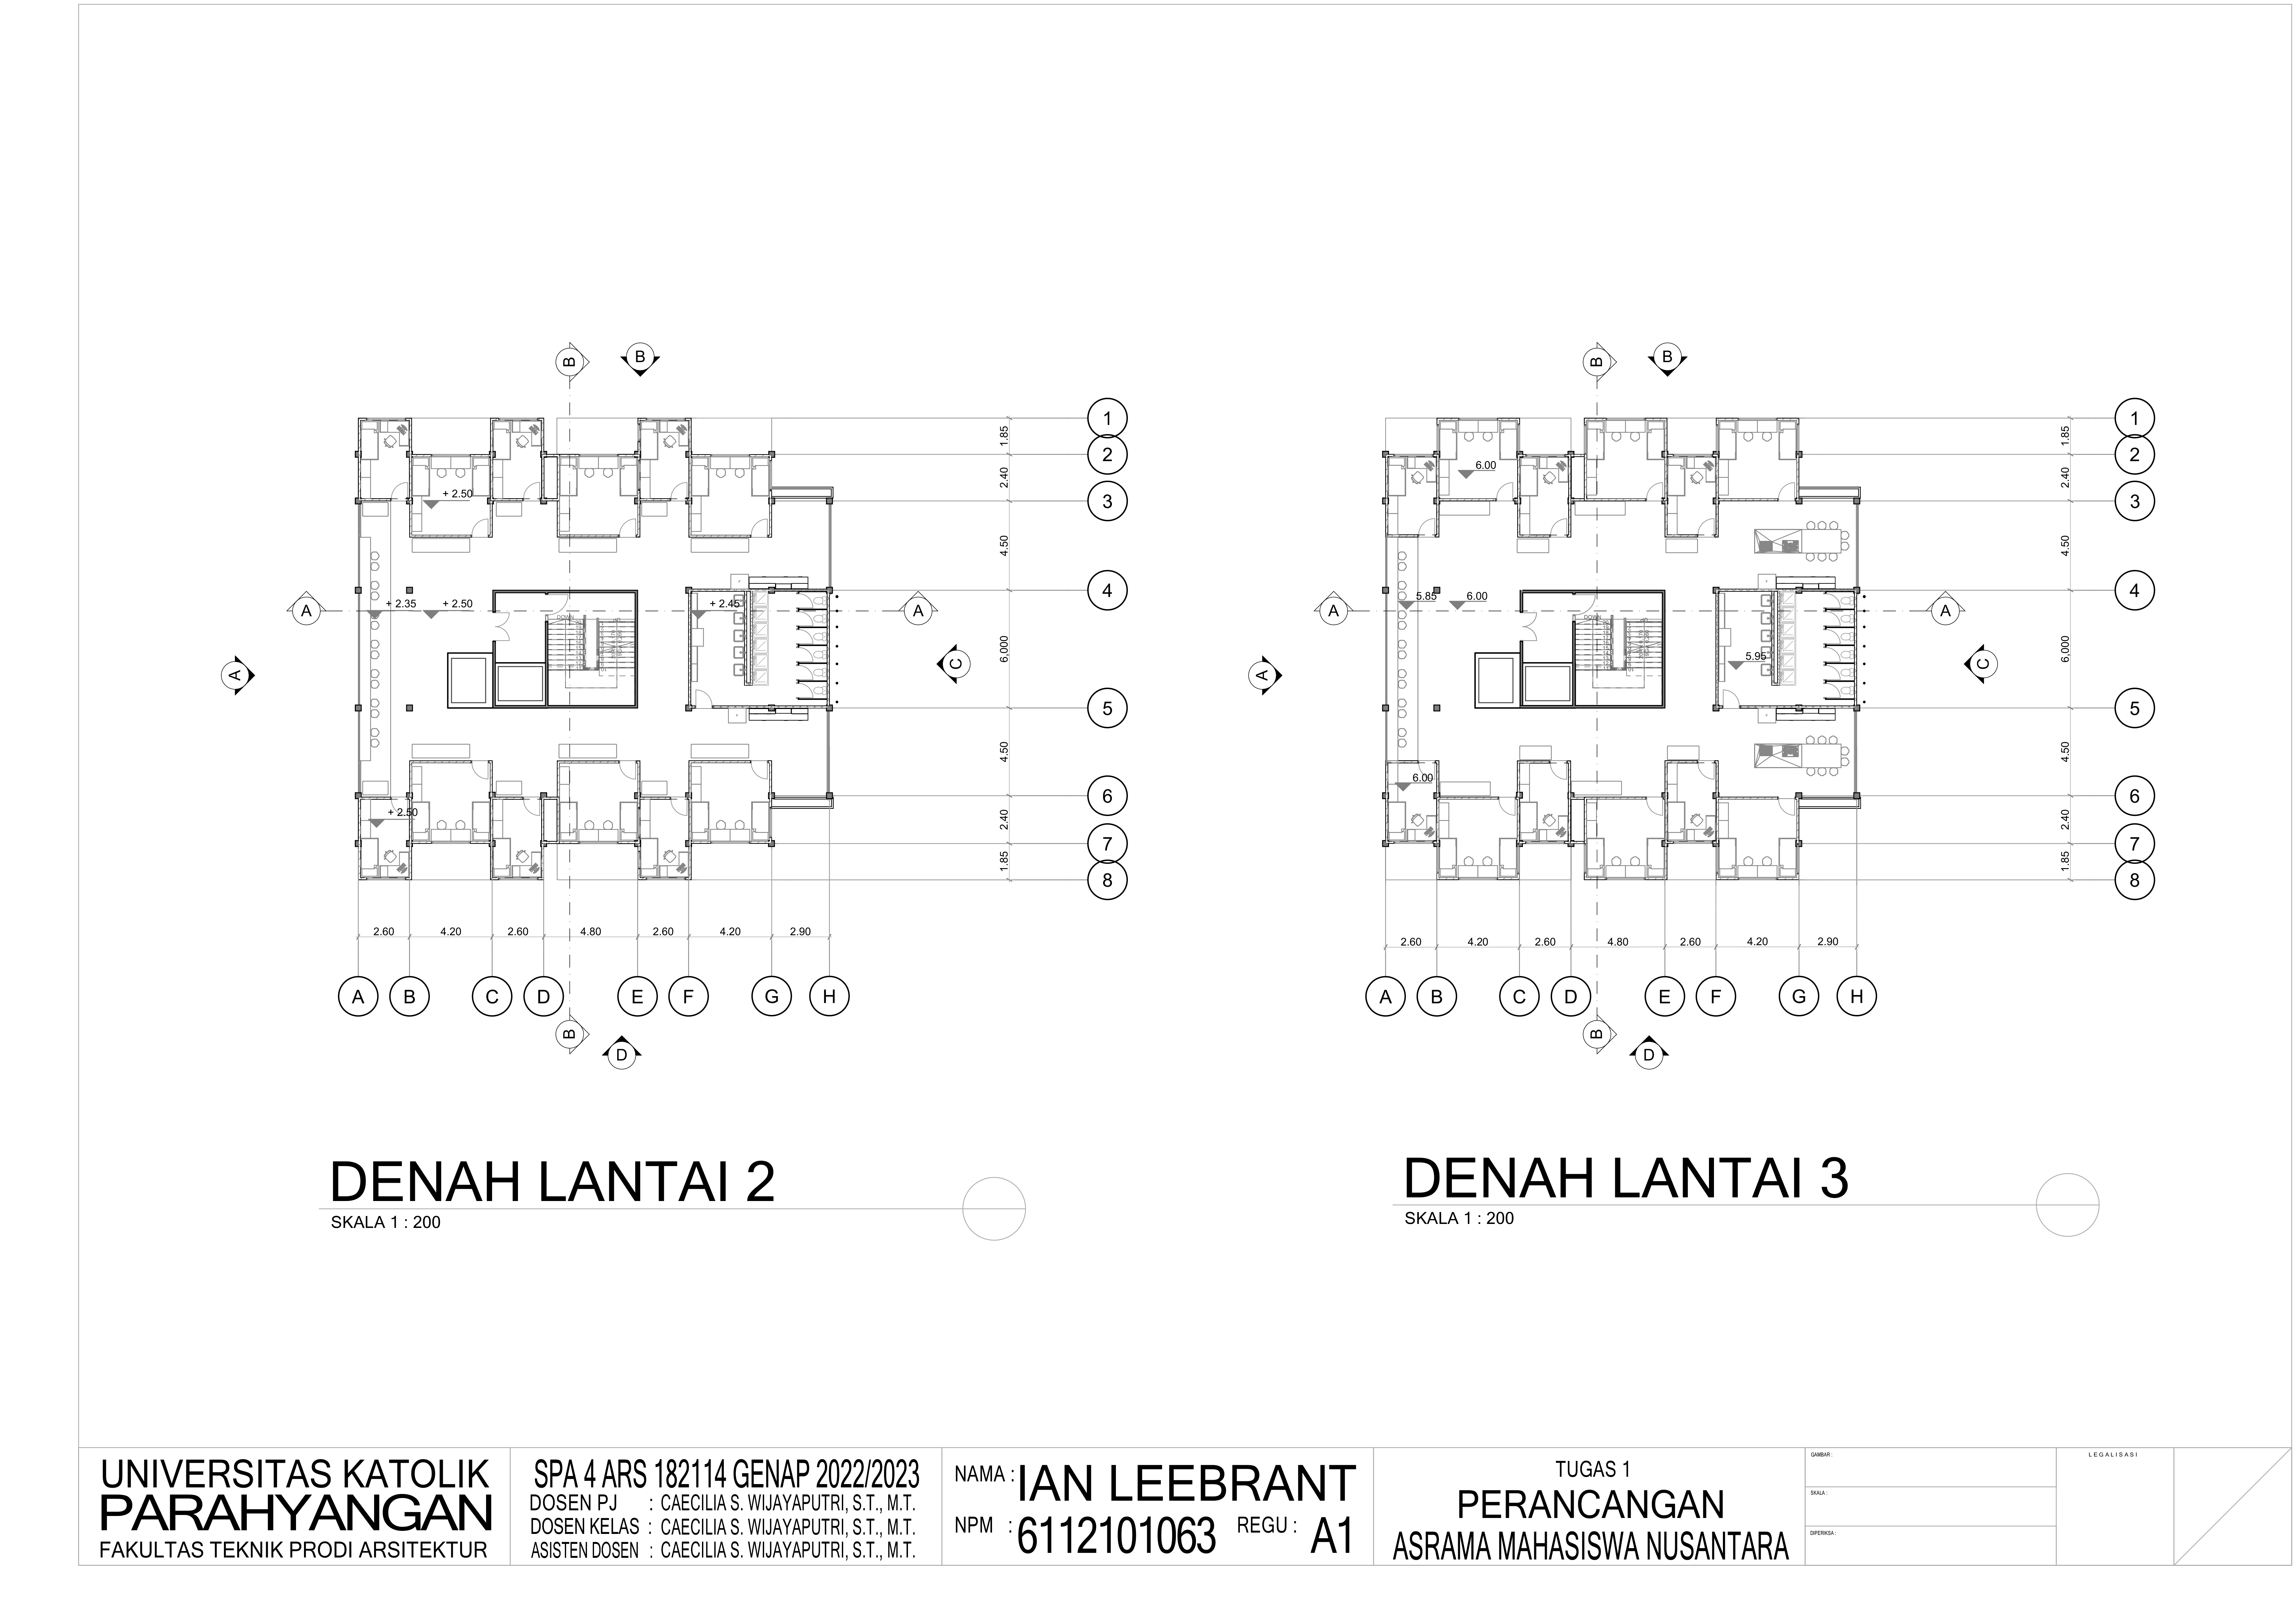 B
B
1
1.85
2
+ 2.50
2.40
3
4.50
4
A
+ 2.35
+ 2.50
+ 2.45
A
DOWN
6,000
C
A
5
4.50
6
+ 2.50
2.40
7
1.85
8
2.60 4.20 2.60 4.80 2.60 4.20 2.90
A B C D E F G H
B
D
DENAH LANTAI 2
SKALA 1 : 200
B
B
1
1.85
2
6.00
2.40
3
4.50
4
A
5.85
6.00
A
DOWN
6,000
5.95
C
A
5
4.50
6.00
6
2.40
7
1.85
8
2.60 4.20 2.60 4.80 2.60 4.20 2.90
A B C D E F G H
B
D
DENAH LANTAI 3
SKALA 1 : 200
UNIVERSITAS KATOLIK
PARAHYANGAN
FAKULTAS TEKNIK PRODI ARSITEKTUR
SPA 4 ARS 182114 GENAP 2022/2023
DOSEN PJ : CAECILIA S. WIJAYAPUTRI, S.T., M.T.
DOSEN KELAS : CAECILIA S. WIJAYAPUTRI, S.T., M.T.
ASISTEN DOSEN : CAECILIA S. WIJAYAPUTRI, S.T., M.T.
NAMA : IAN LEEBRANT
NPM : 6112101063 REGU : A1
TUGAS 1
PERANCANGAN
ASRAMA MAHASISWA NUSANTARA
GAMBAR :
SKALA :
DIPERIKSA :
LEGALISASI